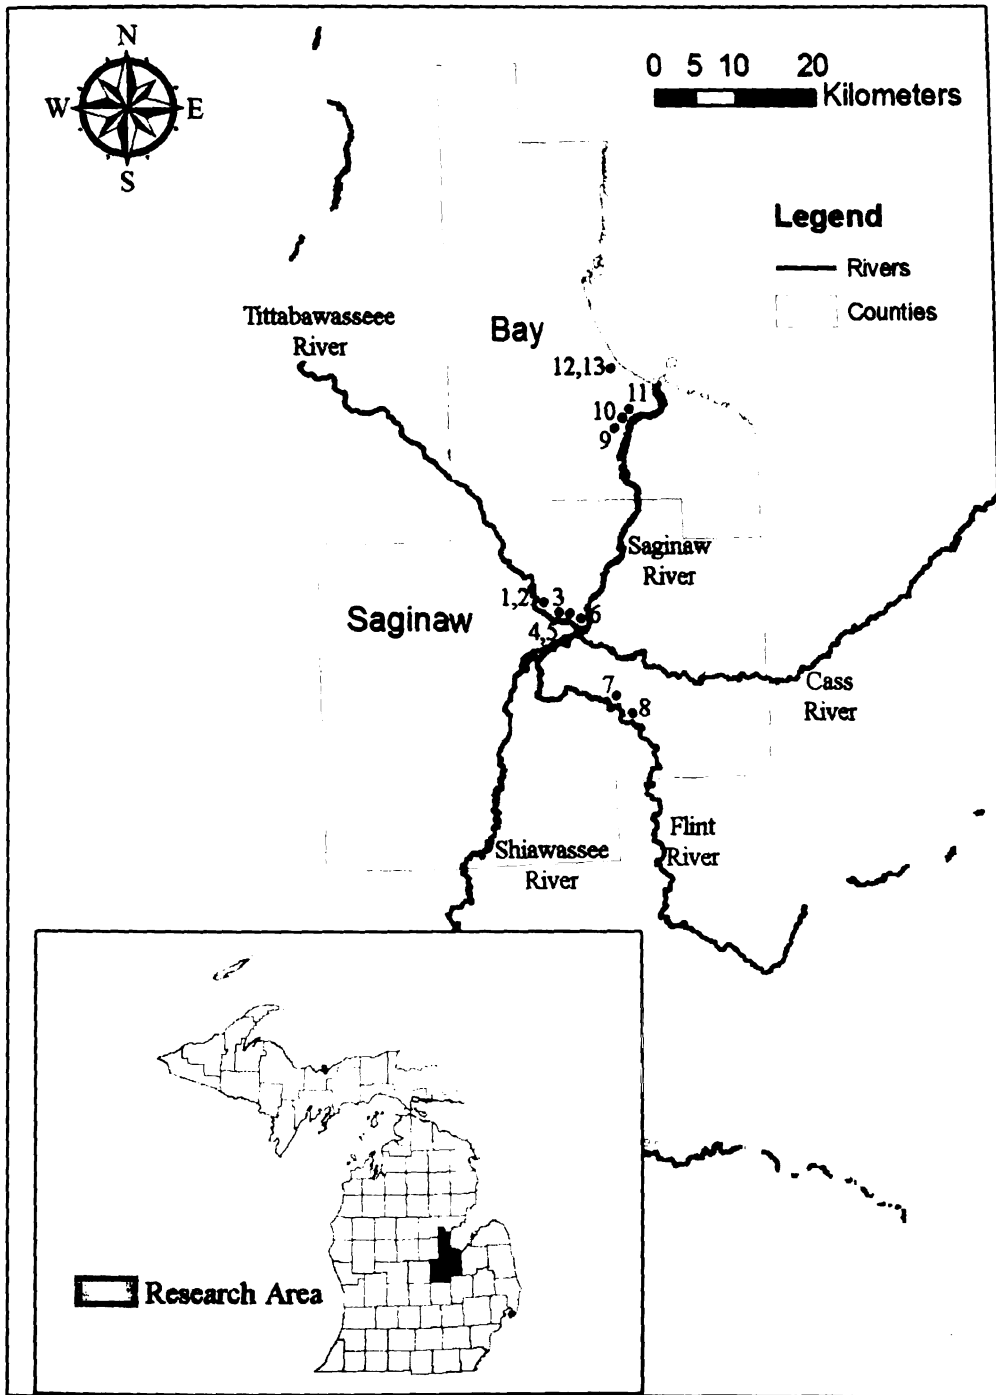 N
W E
S
0 5 10 20
Kilometers
Legend
Rivers
Counties
Tittabawasseee
River
Bay
12,13
11
10
9
Saginaw
River
1,2
3
6
4,5
Saginaw
7
8
Cass
River
Flint
River
Shiawassee
River
Research Area